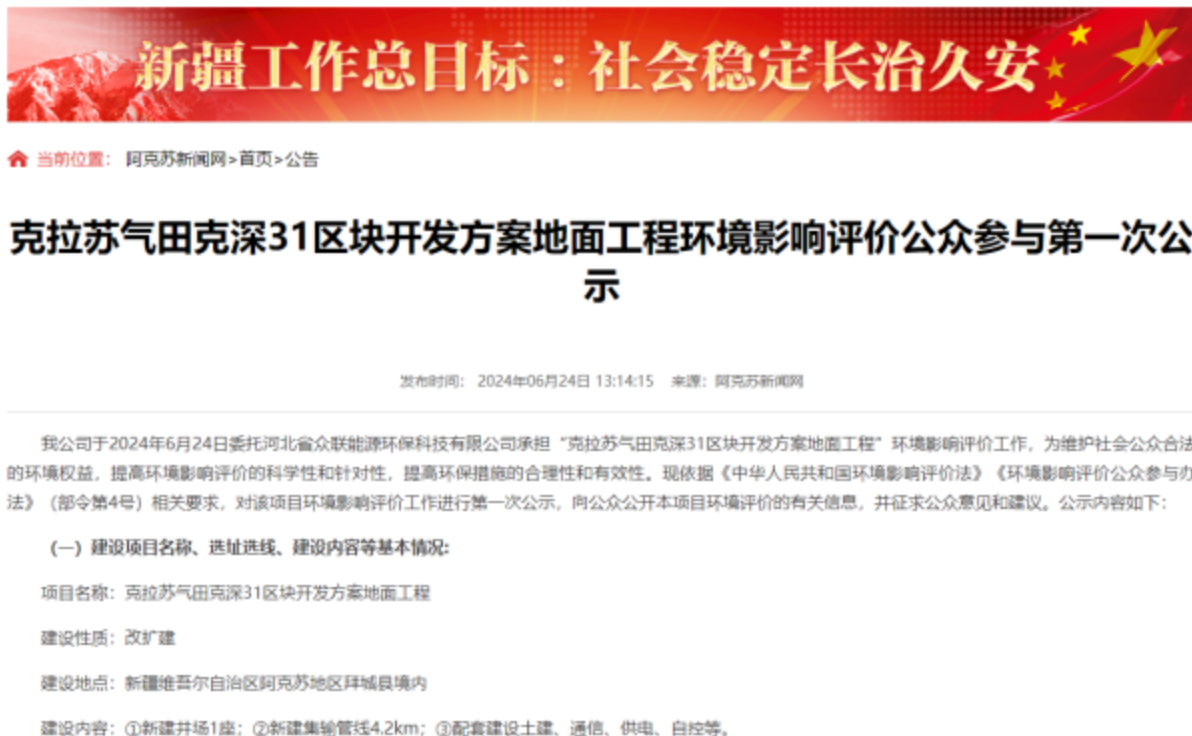 新疆工作总目标：社会稳定长治久安
当前位置： 阿克苏新闻网>首页>公告
克拉苏气田克深31区块开发方案地面工程环境影响评价公众参与第一次公
示
发布时间： 2024年06月24日 13:14:15 来源：阿克苏新闻网
我公司于2024年6月24日委托河北省众联能源环保科技有限公司承担“克拉苏气田克深31区块开发方案地面工程”环境影响评价工作，为维护社会公众合法
的环境权益，提高环境影响评价的科学性和针对性，提高环保措施的合理性和有效性。现依据《中华人民共和国环境影响评价法》《环境影响评价公众参与办
法》（部令第4号）相关要求，对该项目环境影响评价工作进行第一次公示，向公众公开本项目环境评价的有关信息，并征求公众意见和建议。公示内容如下：
（一）建设项目名称、选址选线、建设内容等基本情况：
项目名称：克拉苏气田克深31区块开发方案地面工程
建设性质：改扩建
建设地点：新疆维吾尔自治区阿克苏地区拜城县境内
建设内容：①新建井场1座；②新建集输管线4.2km；③配套建设土建、通信、供电、自控等。